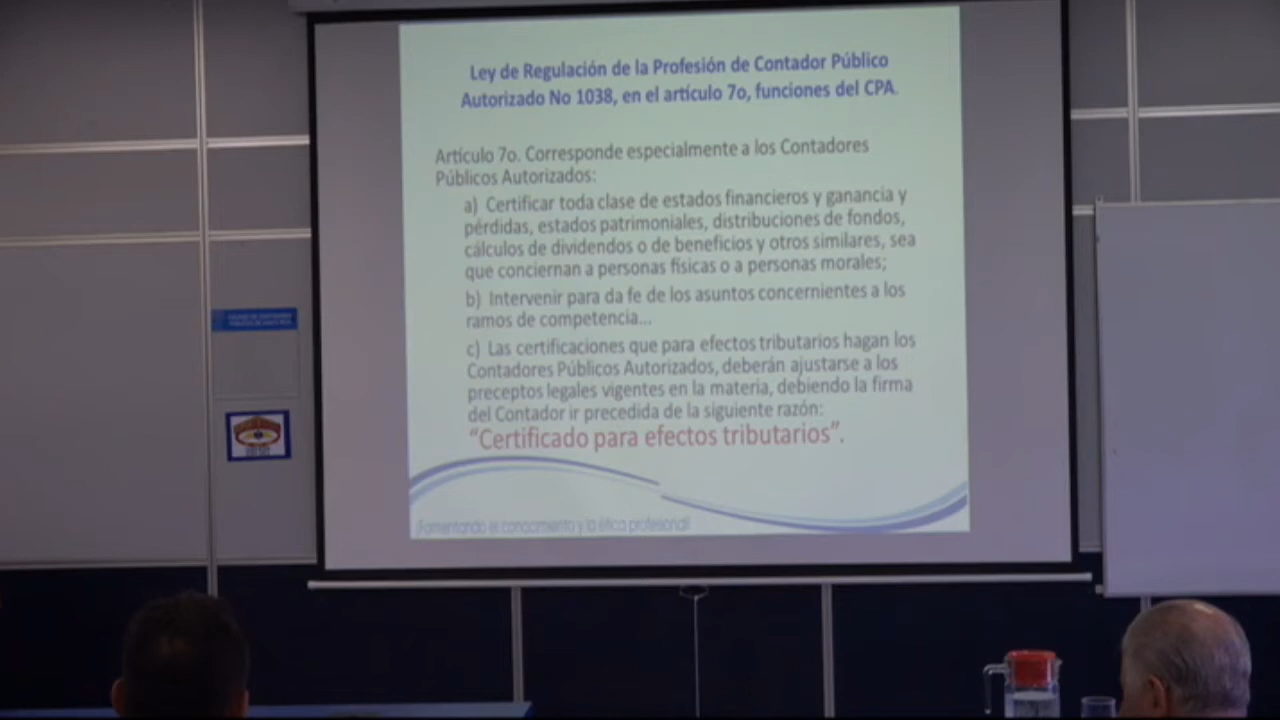 Ley de Regulación de la Profesión de Contador Público
Autorizado No 1038, en el artículo 7o, funciones del CPA.
Artículo 7o. Corresponde especialmente a los Contadores
Públicos Autorizados:
a) Certificar toda clase de estados financieros y ganancia y
pérdidas, estados patrimoniales, distribuciones de fondos,
cálculos de dividendos o de beneficios y otros similares, sea
que conciernan a personas físicas o a personas morales;
b) Intervenir para da fe de los asuntos concernientes a los
ramos de competencia...
c) Las certificaciones que para efectos tributarios hagan los
Contadores Públicos Autorizados, deberán ajustarse a los
preceptos legales vigentes en la materia, debiendo la firma
del Contador ir precedida de la siguiente razón:
“Certificado para efectos tributarios”.
¡Fomentando el conocimiento y la ética profesional!